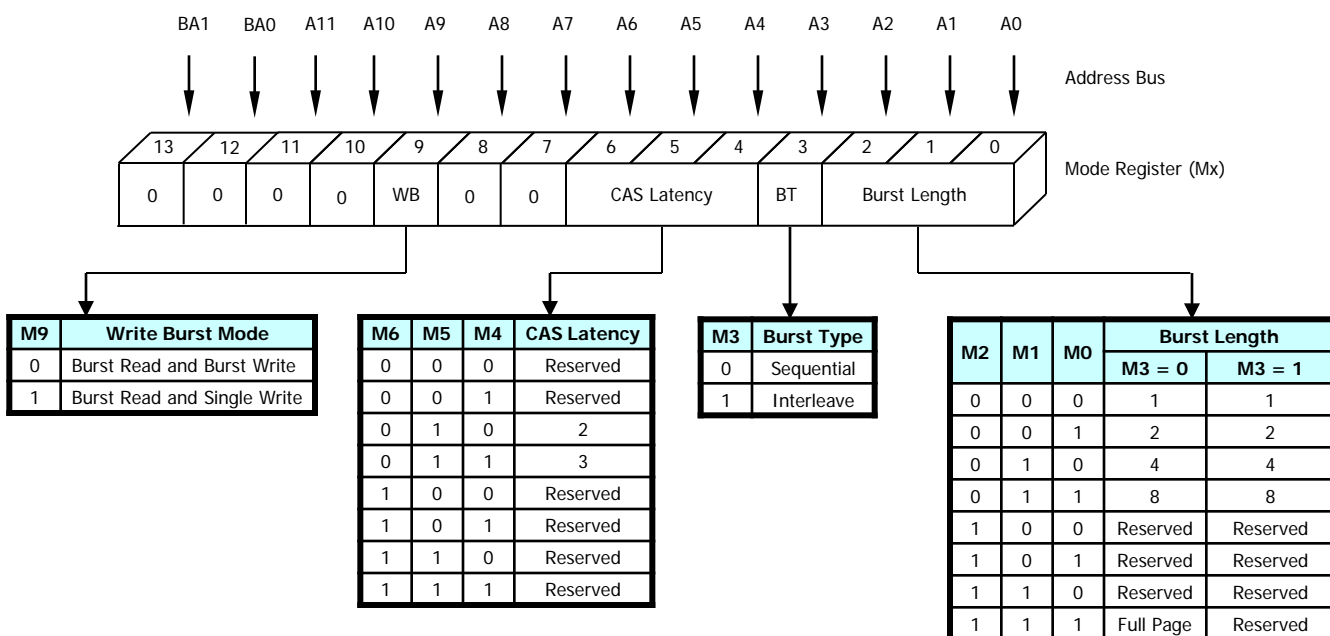 BA1 BA0 A11 A10 A9 A8 A7 A6 A5 A4 A3 A2 A1 A0
Address Bus
13 12 11 10 9 8 7 6 5 4 3 2 1 0
Mode Register (Mx)
0 0 0 0 WB 0 0 CAS Latency BT Burst Length
M9 Write Burst Mode
0 Burst Read and Burst Write
1 Burst Read and Single Write
M6 M5 M4 CAS Latency
0 0 0 Reserved
0 0 1 Reserved
0 1 0 2
0 1 1 3
1 0 0 Reserved
1 0 1 Reserved
1 1 0 Reserved
1 1 1 Reserved
M3 Burst Type
0 Sequential
1 Interleave
M2 M1 M0 Burst Length
M3 = 0 M3 = 1
0 0 0 1 1
0 0 1 2 2
0 1 0 4 4
0 1 1 8 8
1 0 0 Reserved Reserved
1 0 1 Reserved Reserved
1 1 0 Reserved Reserved
1 1 1 Full Page Reserved